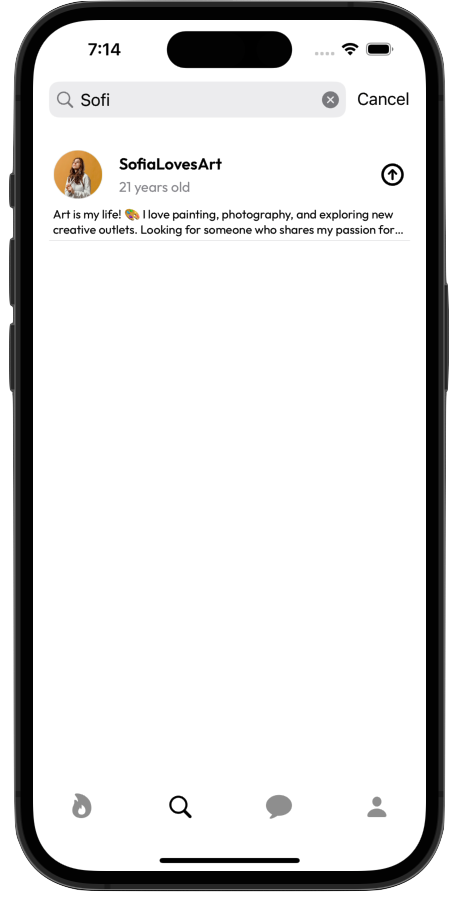 7:14
Sofi
Cancel
SofiaLovesArt
21 years old
Art is my life! 🎨 I love painting, photography, and exploring new
creative outlets. Looking for someone who shares my passion for...